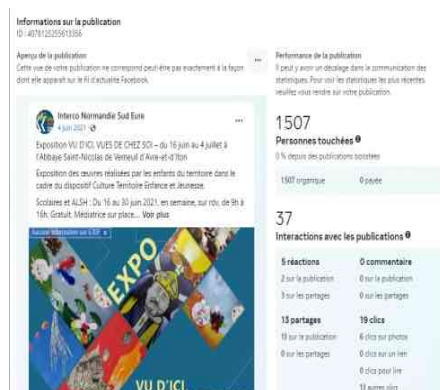 Informations sur la publication
ID : 4078125255613356
Aperçu de la publication
Cette vue de votre publication ne correspond peut-être pas exactement à la façon
dont elle apparaît sur le fil d'actualité Facebook.
Interco Normandie Sud Eure
4 juin 2021
Exposition VU D'ICI, VUES DE CHEZ SOI – du 16 juin au 4 juillet à
l'Abbaye Saint-Nicolas de Verneuil d'Avre-et-d'Iton
Exposition des œuvres réalisées par les enfants du territoire dans le
cadre du dispositif Culture Territoire Enfance et Jeunesse.
Scolaires et ALSH : Du 16 au 30 juin 2021, en semaine, sur rdv, de 9h à
16h. Gratuit. Médiatrice sur place... Voir plus
EXPO
VU D'ICI
Performance de la publication
Il peut y avoir un décalage dans la communication des
statistiques. Pour voir les statistiques les plus récentes,
veuillez vous rendre sur votre publication.
1507
Personnes touchées
0 % depuis des publications boostées
1507 organique 0 payée
37
Interactions avec les publications
5 réactions 0 commentaire
2 sur la publication 0 sur la publication
3 sur les partages 0 sur les partages
13 partages 19 clics
13 sur la publication 6 clics sur photos
0 sur les partages 0 clics sur un lien
0 clics pour lire
13 autres clics